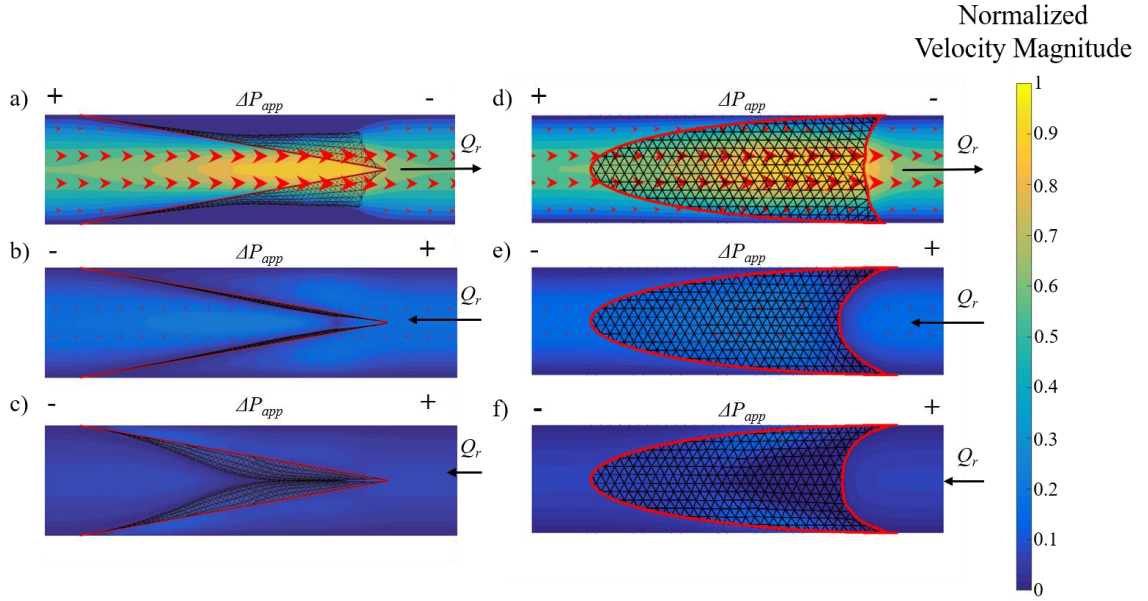 Normalized
Velocity Magnitude
a) + ΔP_app -
Q_r
d) + ΔP_app -
Q_r
b) - ΔP_app +
Q_r
e) - ΔP_app +
Q_r
c) - ΔP_app +
Q_r
f) - ΔP_app +
Q_r
1
0.9
0.8
0.7
0.6
0.5
0.4
0.3
0.2
0.1
0